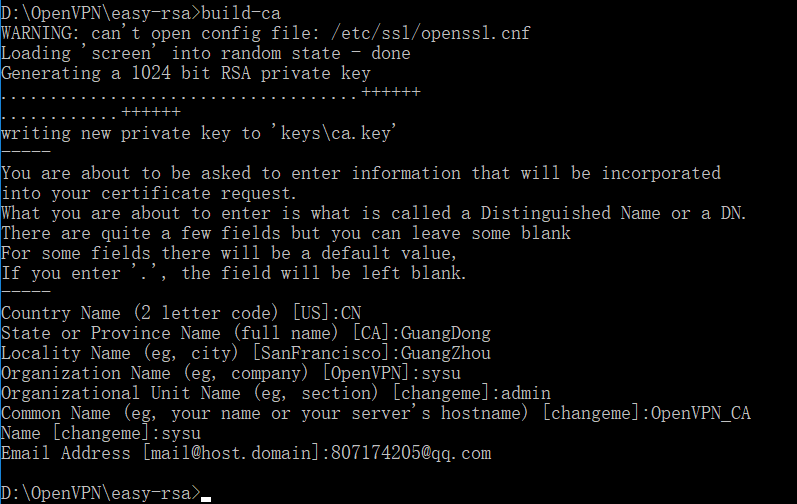 D:\OpenVPN\easy-rsa>build-ca
WARNING: can't open config file: /etc/ssl/openssl.cnf
Loading 'screen' into random state - done
Generating a 1024 bit RSA private key
....................................++++++
............++++++
writing new private key to 'keys\ca.key'
-----
You are about to be asked to enter information that will be incorporated
into your certificate request.
What you are about to enter is what is called a Distinguished Name or a DN.
There are quite a few fields but you can leave some blank
For some fields there will be a default value,
If you enter '.', the field will be left blank.
-----
Country Name (2 letter code) [US]:CN
State or Province Name (full name) [CA]:GuangDong
Locality Name (eg, city) [SanFrancisco]:GuangZhou
Organization Name (eg, company) [OpenVPN]:sysu
Organizational Unit Name (eg, section) [changeme]:admin
Common Name (eg, your name or your server's hostname) [changeme]:OpenVPN_CA
Name [changeme]:sysu
Email Address [mail@host.domain]:807174205@qq.com
D:\OpenVPN\easy-rsa>